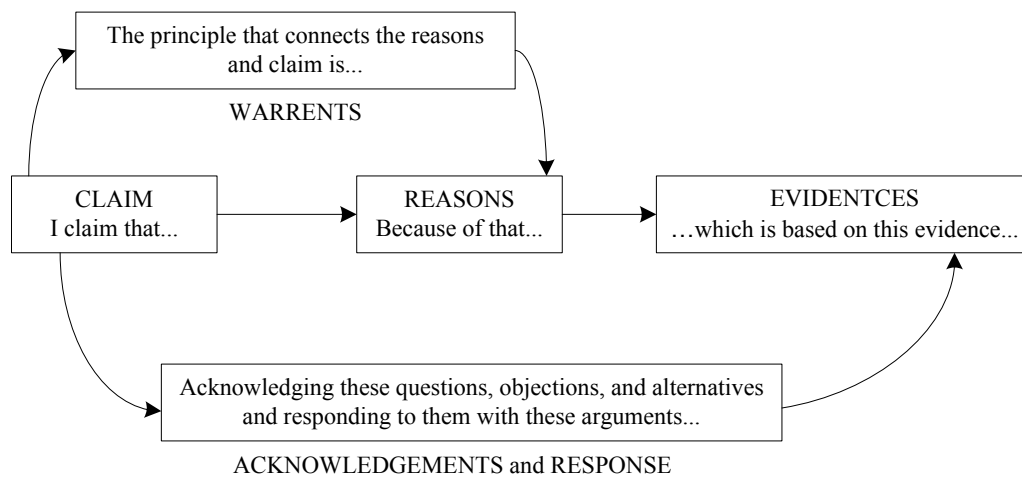 The principle that connects the reasons
and claim is...
WARRENTS
CLAIM
I claim that...
REASONS
Because of that...
EVIDENTCES
…which is based on this evidence...
Acknowledging these questions, objections, and alternatives
and responding to them with these arguments...
ACKNOWLEDGEMENTS and RESPONSE